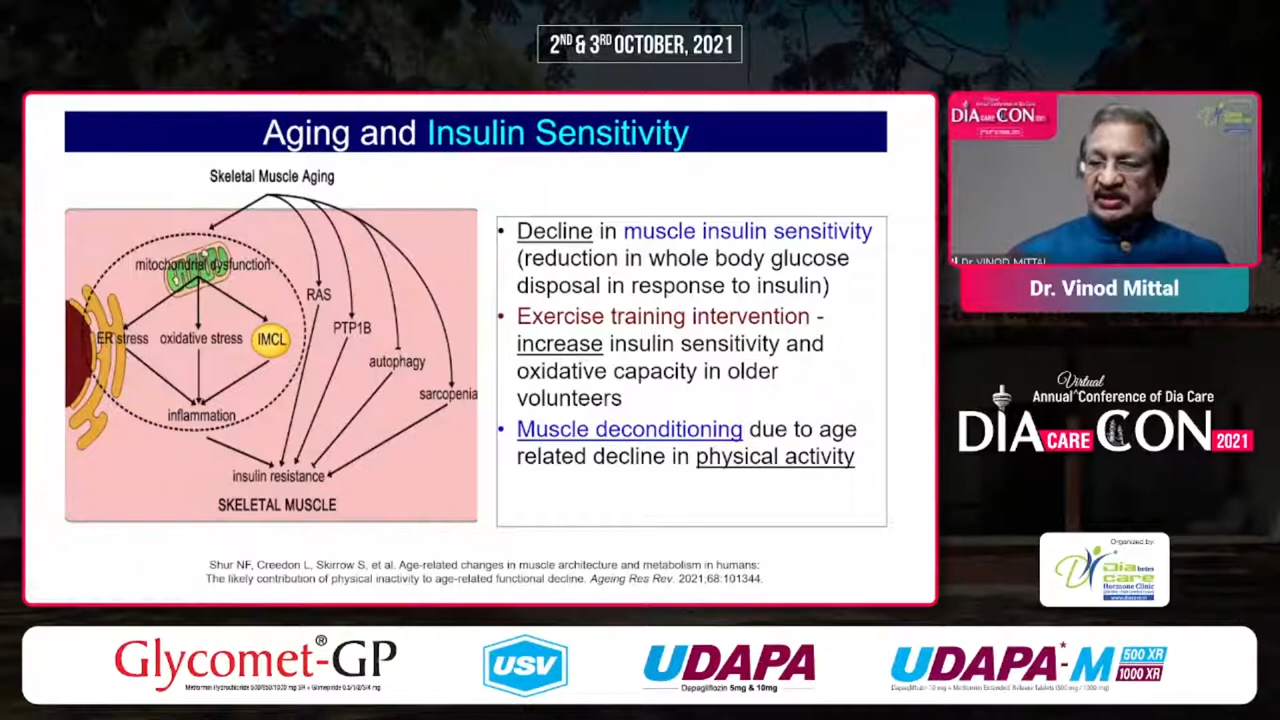 2ND & 3RD OCTOBER, 2021
Aging and Insulin Sensitivity
Skeletal Muscle Aging
mitochondrial dysfunction
RAS
PTP1B
ER stress
oxidative stress
IMCL
autophagy
sarcopenia
inflammation
insulin resistance
SKELETAL MUSCLE
• Decline in muscle insulin sensitivity
(reduction in whole body glucose
disposal in response to insulin)
• Exercise training intervention -
increase insulin sensitivity and
oxidative capacity in older
volunteers
• Muscle deconditioning due to age
related decline in physical activity
Shur NF, Creedon L, Skirrow S, et al. Age-related changes in muscle architecture and metabolism in humans:
The likely contribution of physical inactivity to age-related functional decline. Ageing Res Rev. 2021;68:101344.
DIA CARE CON 2021
Dr. VINOD MITTAL
Dr. Vinod Mittal
Virtual
Annual^Conference of Dia Care
DIA CARE CON 2021
Organized by:
Diabetes
care
Hormone Clinic
Glycomet®-GP
Metformin Hydrochloride 500/850/1000 mg SR + Glimepiride 0.5/1/2/3/4 mg
USV
UDAPA
Dapagliflozin 5mg & 10mg
UDAPA*-M 500 XR
1000 XR
Dapagliflozin 10 mg + Metformin Extended Release Tablets (500 mg / 1000 mg)